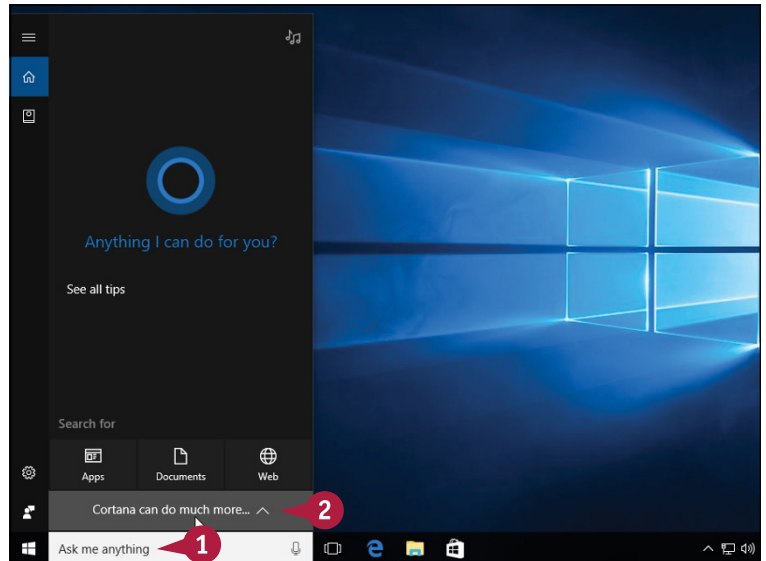 Anything I can do for you?
See all tips
Search for
Apps Documents Web
Cortana can do much more...
2
Ask me anything
1